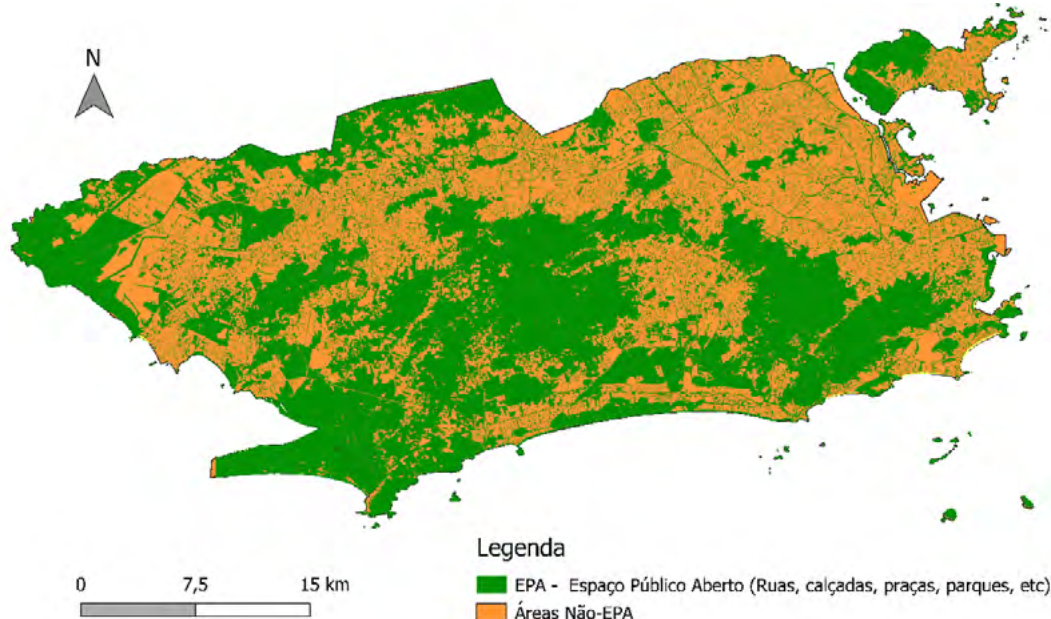 N
Legenda
0 7,5 15 km
EPA - Espaço Público Aberto (Ruas, calçadas, praças, parques, etc)
Áreas Não-EPA